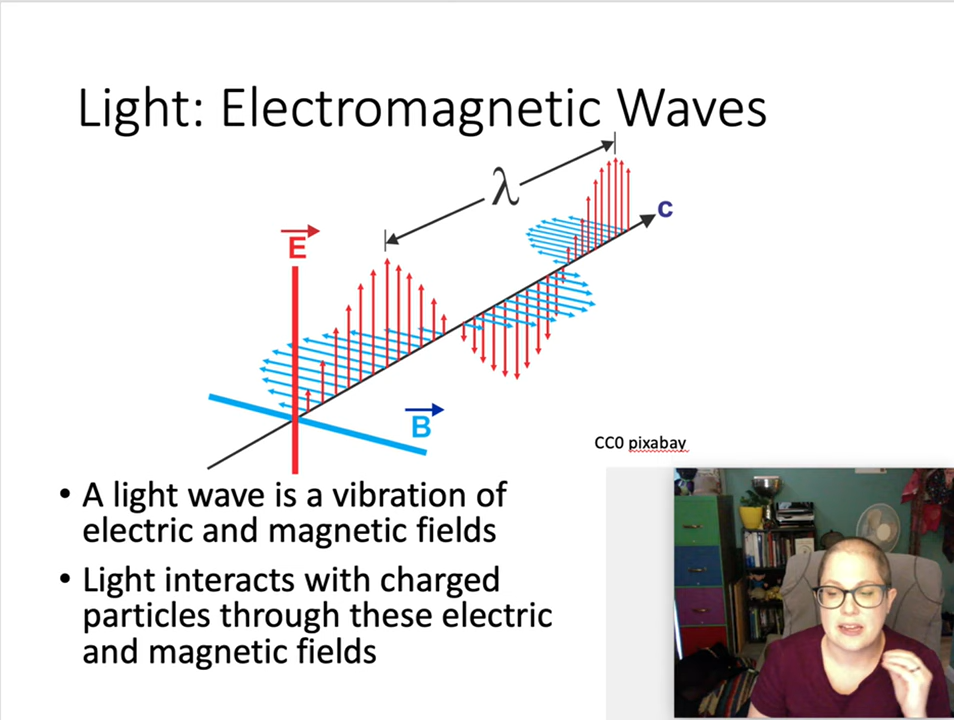 Light: Electromagnetic Waves
λ
c
E
B
CC0 pixabay
• A light wave is a vibration of
electric and magnetic fields
• Light interacts with charged
particles through these electric
and magnetic fields